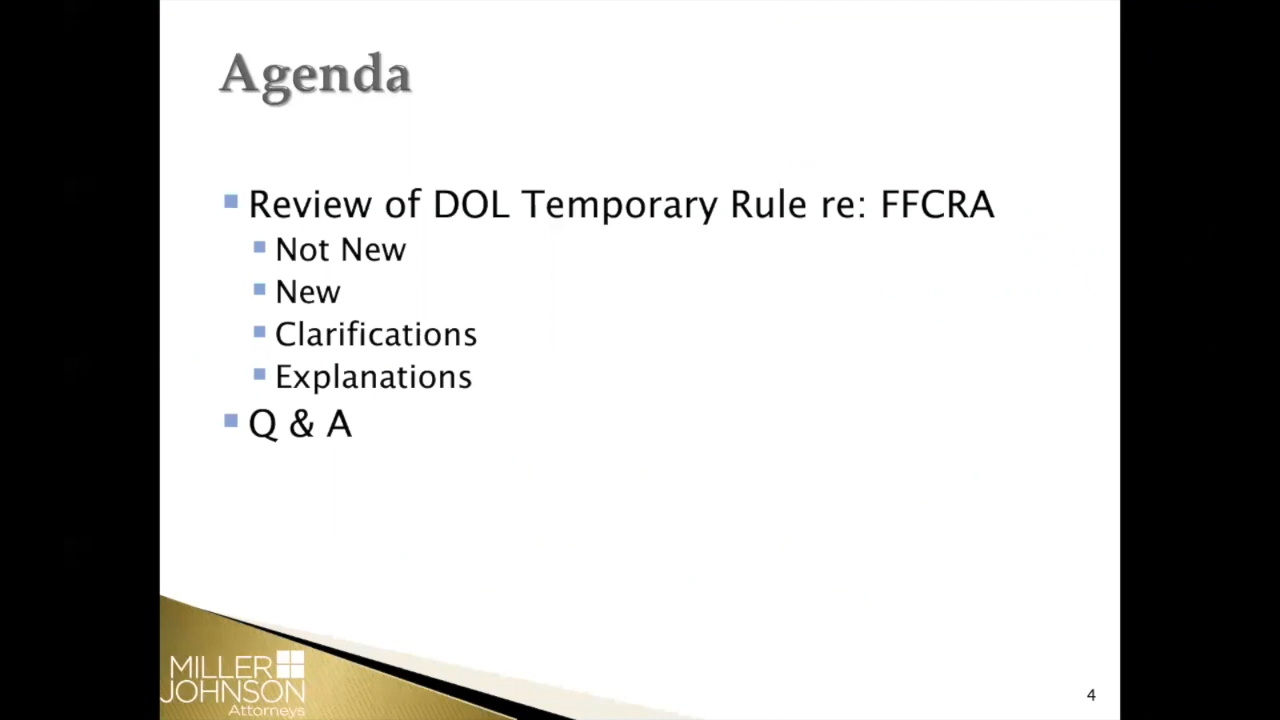 Agenda
Review of DOL Temporary Rule re: FFCRA
Not New
New
Clarifications
Explanations
Q & A
MILLER
JOHNSON
Attorneys
4